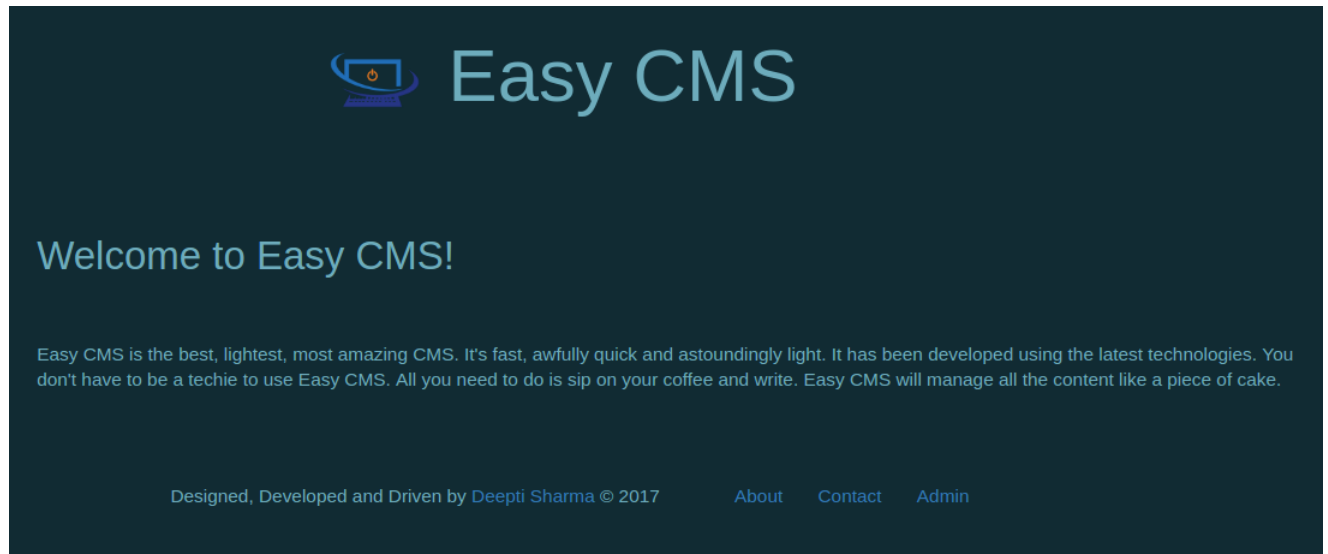 Easy CMS
Welcome to Easy CMS!
Easy CMS is the best, lightest, most amazing CMS. It's fast, awfully quick and astoundingly light. It has been developed using the latest technologies. You
don't have to be a techie to use Easy CMS. All you need to do is sip on your coffee and write. Easy CMS will manage all the content like a piece of cake.
Designed, Developed and Driven by Deepti Sharma © 2017 About Contact Admin